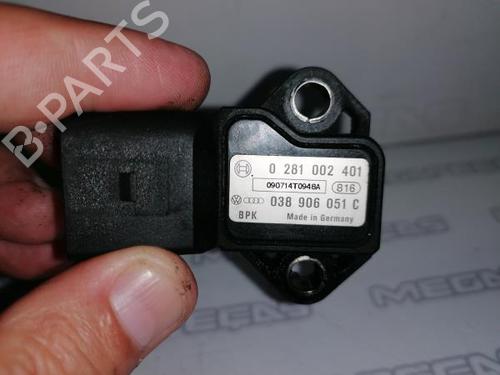 B-PARTS
0 281 002 401
090714T0948A 816
038 906 051 C
BPK Made in Germany